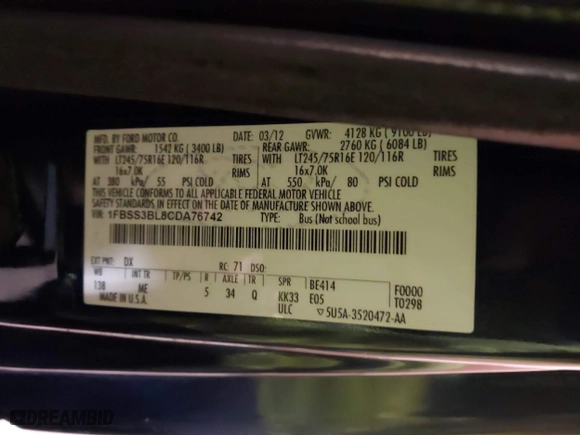 MFD. BY FORD MOTOR CO. DATE: 03/12 GVWR: 4128 KG ( 9100 LB)
FRONT GAWR: 1542 KG ( 3400 LB) REAR GAWR: 2760 KG ( 6084 LB)
WITH LT245/75R16E 120/116R TIRES WITH LT245/75R16E 120/116R TIRES
16x7.0K RIMS 16x7.0K RIMS
AT 380 kPa/ 55 PSI COLD AT 550 kPa/ 80 PSI COLD
THIS VEHICLE CONFORMS TO ALL APPLICABLE FEDERAL MOTOR VEHICLE
SAFETY STANDARDS IN EFFECT ON THE DATE OF MANUFACTURE SHOWN ABOVE.
VIN: 1FBSS3BL8CDA76742 TYPE: Bus (Not school bus)
EXT PNT: DX RC: 71 DSO:
WB INT TR TP/PS R AXLE TR SPR BE414 F0000
138 ME 5 34 Q KK33 E05 T0298
MADE IN U.S.A. ULC ▽5U5A-3520472-AA
DREAMBID